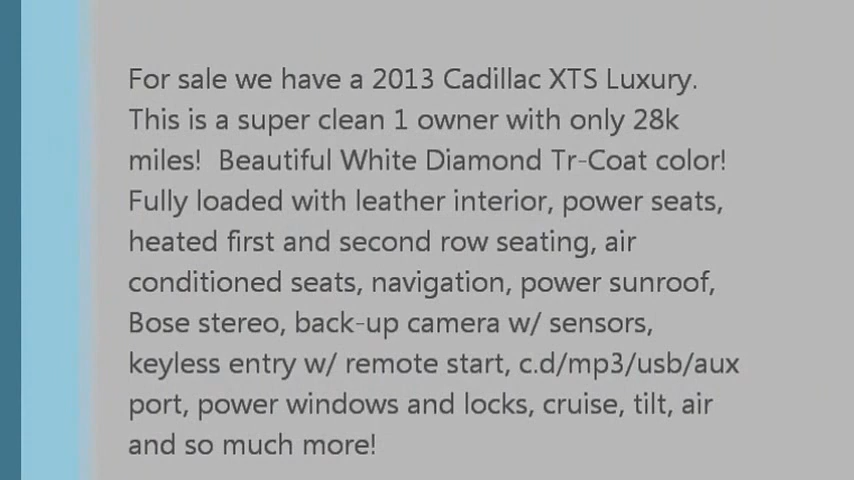 For sale we have a 2013 Cadillac XTS Luxury.
This is a super clean 1 owner with only 28k
miles!  Beautiful White Diamond Tr-Coat color!
Fully loaded with leather interior, power seats,
heated first and second row seating, air
conditioned seats, navigation, power sunroof,
Bose stereo, back-up camera w/ sensors,
keyless entry w/ remote start, c.d/mp3/usb/aux
port, power windows and locks, cruise, tilt, air
and so much more!